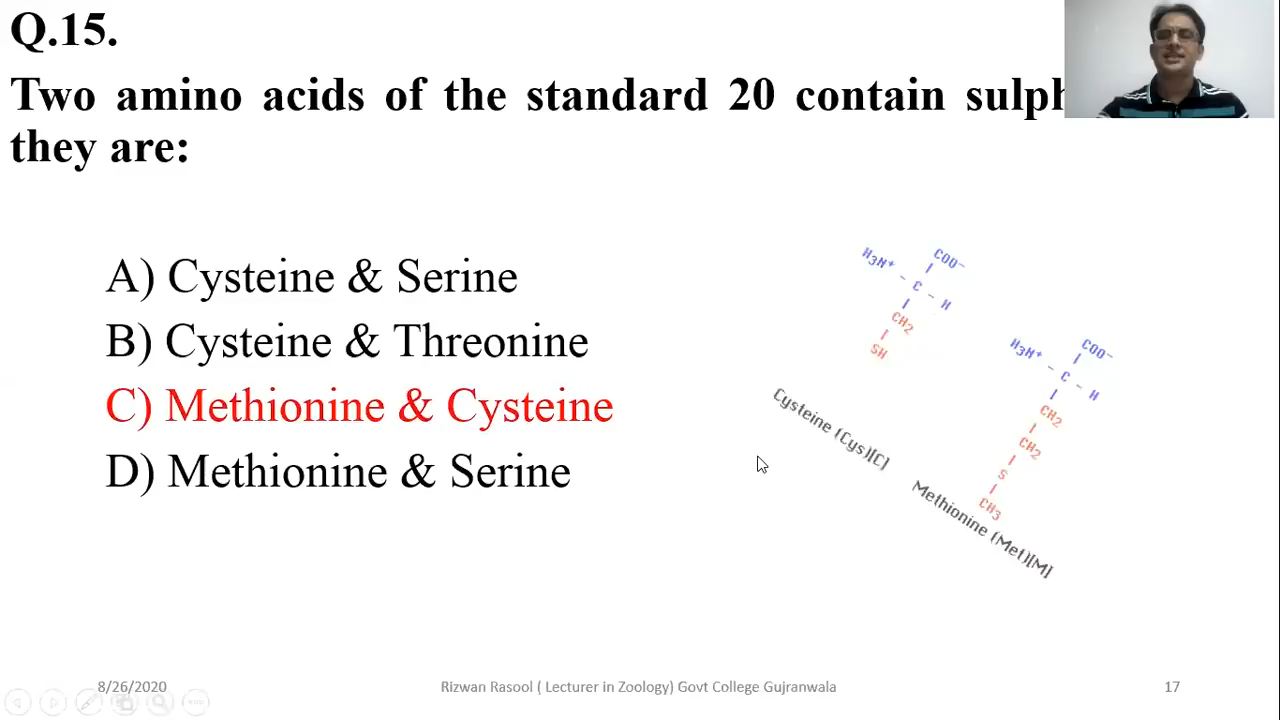 Q.15.
Two amino acids of the standard 20 contain
they are:
A) Cysteine & Serine
B) Cysteine & Threonine
C) Methionine & Cysteine
D) Methionine & Serine
H3N+
COO−
C
H
CH2
SH
Cysteine (Cys)[C]
H3N+
COO−
C
H
CH2
CH2
S
CH3
Methionine (Met)[M]
8/26/2020
Rizwan Rasool ( Lecturer in Zoology) Govt College Gujranwala
17